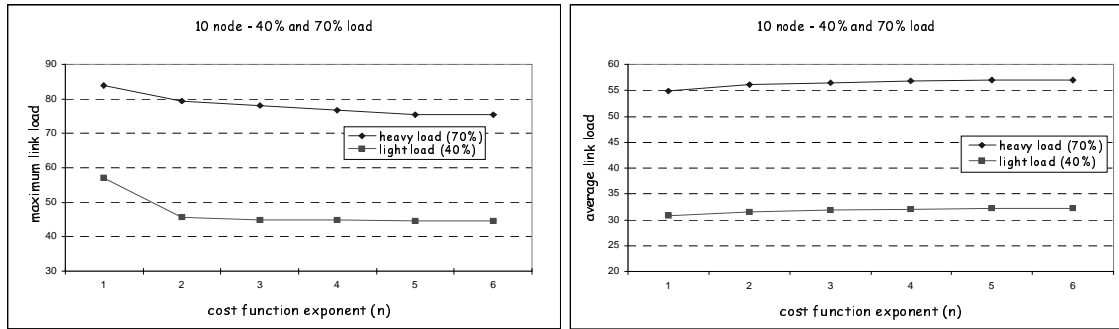 10 node - 40% and 70% load
maximum link load
90
80
70
60
50
40
30
heavy load (70%)
light load (40%)
1 2 3 4 5 6
cost function exponent (n)
10 node - 40% and 70% load
average link load
60
55
50
45
40
35
30
25
20
heavy load (70%)
light load (40%)
1 2 3 4 5 6
cost function exponent (n)